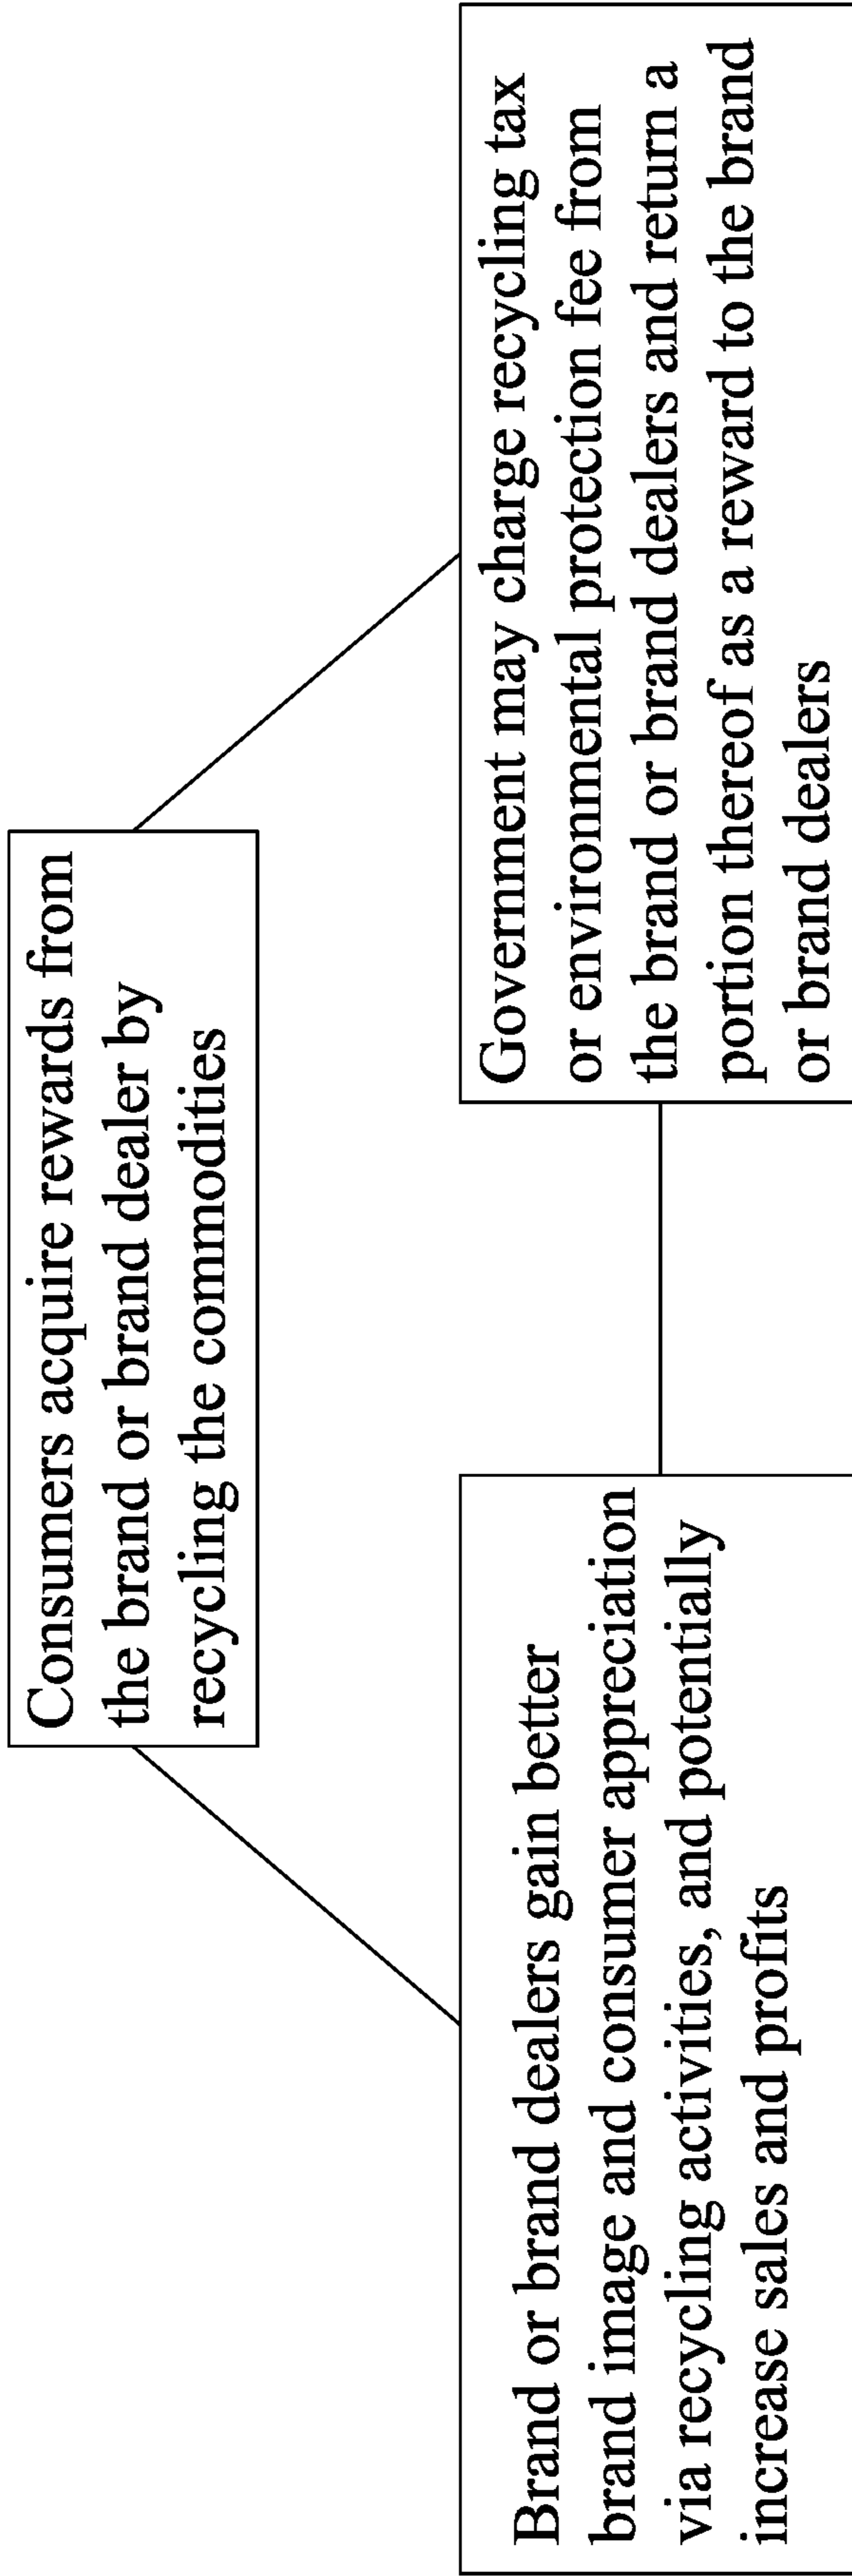 Consumers acquire rewards from
the brand or brand dealer by
recycling the commodities
Brand or brand dealers gain better
brand image and consumer appreciation
via recycling activities, and potentially
increase sales and profits
Government may charge recycling tax
or environmental protection fee from
the brand or brand dealers and return a
portion thereof as a reward to the brand
or brand dealers